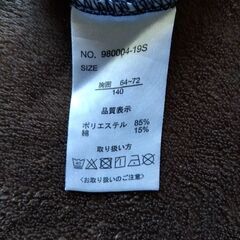 NO. 980004-19S
SIZE
胸囲 64~72
140
品質表示
ポリエステル 85%
綿 15%
取り扱い方
<お取り扱いのご注意>